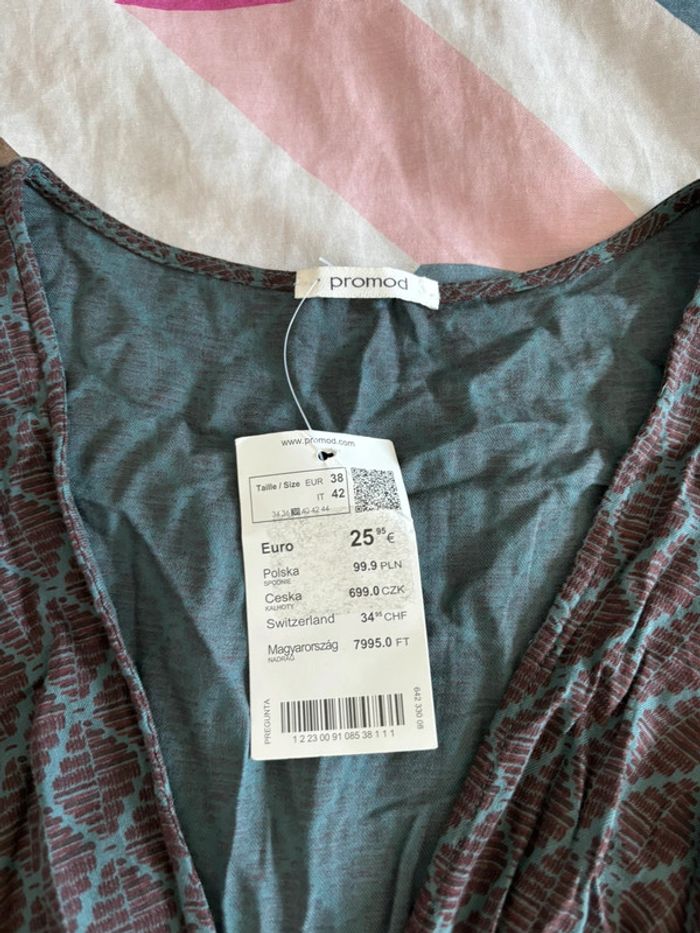 promod
www.promod.com
Taille / Size EUR 38
IT 42
34 36 38 40 42 44
Euro 25 95 €
Polska 99.9 PLN
SPODNIE
Ceska 699.0 CZK
KALHOTY
Switzerland 34 95 CHF
Magyarország 7995.0 FT
NADRÁG
PREGUNTA
642 330 08
1 2 23 00 91 085 38 1 1 1